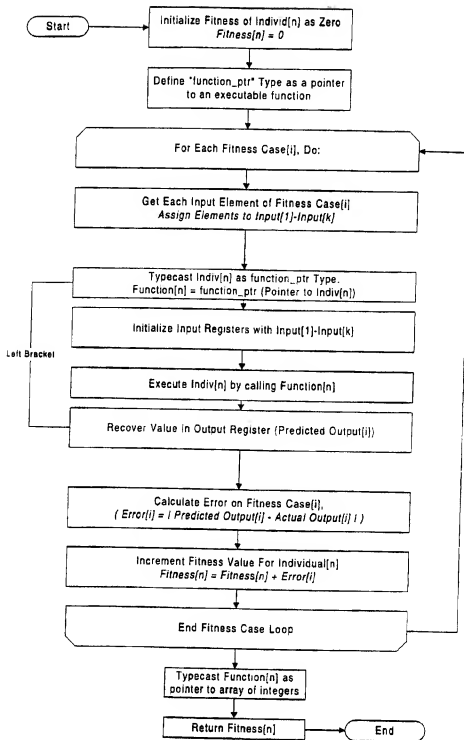 Start
Initialize Fitness of Individ[n] as Zero
Fitness[n] = 0
Define "function_ptr" Type as a pointer
to an executable function
For Each Fitness Case[i], Do:
Get Each Input Element of Fitness Case[i]
Assign Elements to Input[1]-Input[k]
Typecast Indiv[n] as function_ptr Type.
Function[n] = function_ptr (Pointer to Indiv[n])
Initialize Input Registers with Input[1]-Input[k]
Left Bracket
Execute Indiv[n] by calling Function[n]
Recover Value in Output Register (Predicted Output[i])
Calculate Error on Fitness Case[i],
( Error[i] = | Predicted Output[i] - Actual Output[i] | )
Increment Fitness Value For Individual[n]
Fitness[n] = Fitness[n] + Error[i]
End Fitness Case Loop
Typecast Function[n] as
pointer to array of integers
Return Fitness[n]
End